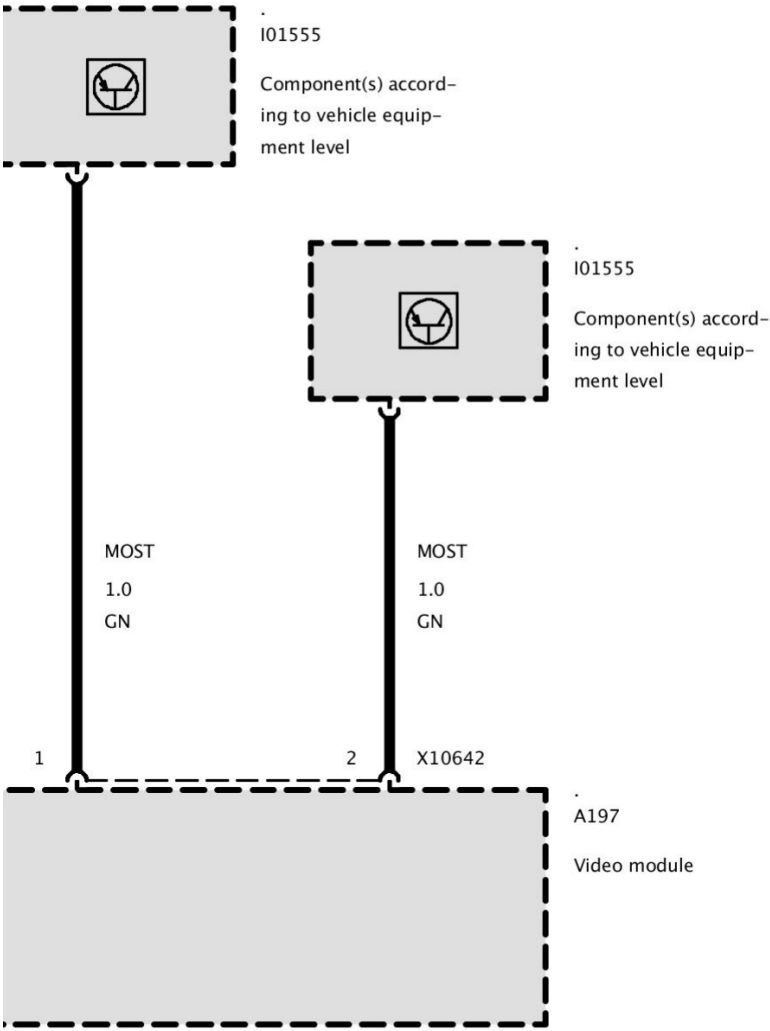 .
I01555
Component(s) accord-
ing to vehicle equip-
ment level
.
I01555
Component(s) accord-
ing to vehicle equip-
ment level
MOST
1.0
GN
MOST
1.0
GN
1
2
X10642
.
A197
Video module